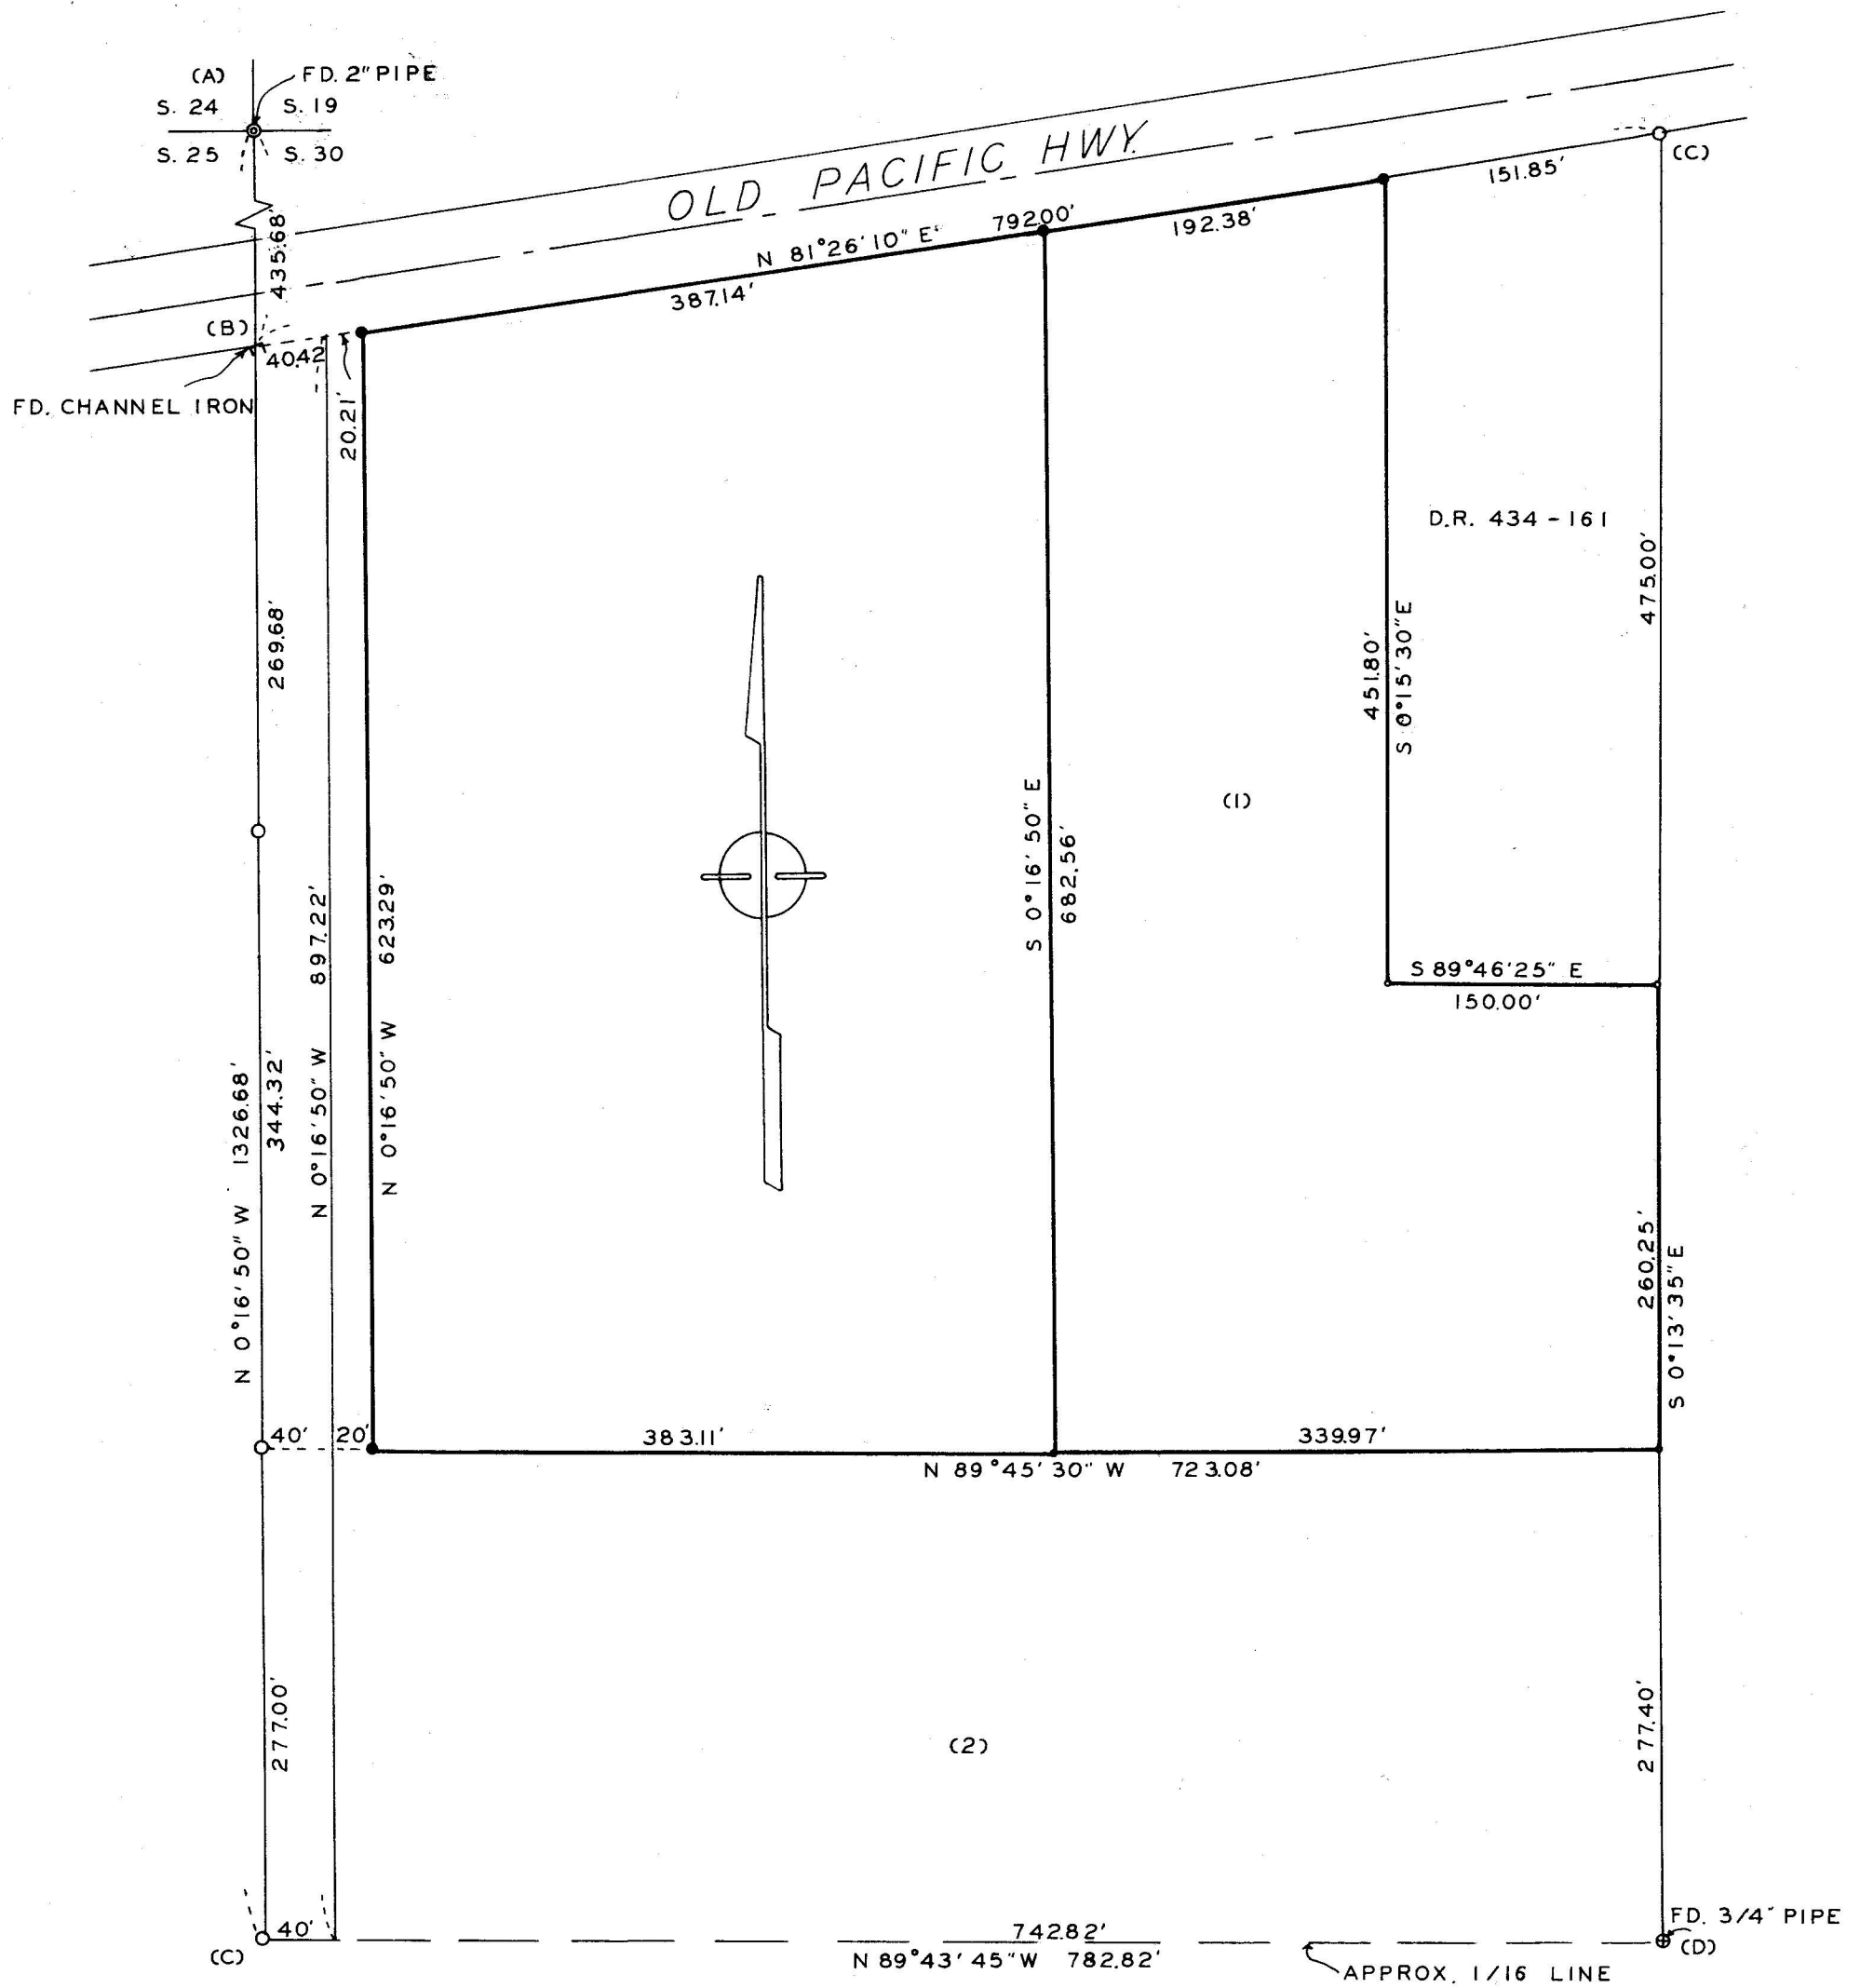 (A)
FD. 2" PIPE
S. 24
S. 19
S. 25
S. 30
OLD PACIFIC HWY.
(C)
151.85'
192.38'
792.00'
N 81°26'10" E
387.14'
435.68'
(B)
40.42
FD. CHANNEL IRON
20.21'
D.R. 434 - 161
475.00'
269.68'
451.80'
S 0°15'30" E
(1)
S 0°16'50" E
682.56'
897.22'
N 0°16'50" W
623.29'
N 0°16'50" W
S 89°46'25" E
150.00'
N 0°16'50" W 1326.68'
344.32'
260.25'
S 0°13'35" E
40'
20'
383.11'
339.97'
N 89°45'30" W 723.08'
277.00'
277.40'
(2)
40'
(C)
742.82'
N 89°43'45" W 782.82'
FD. 3/4" PIPE
(D)
APPROX. 1/16 LINE